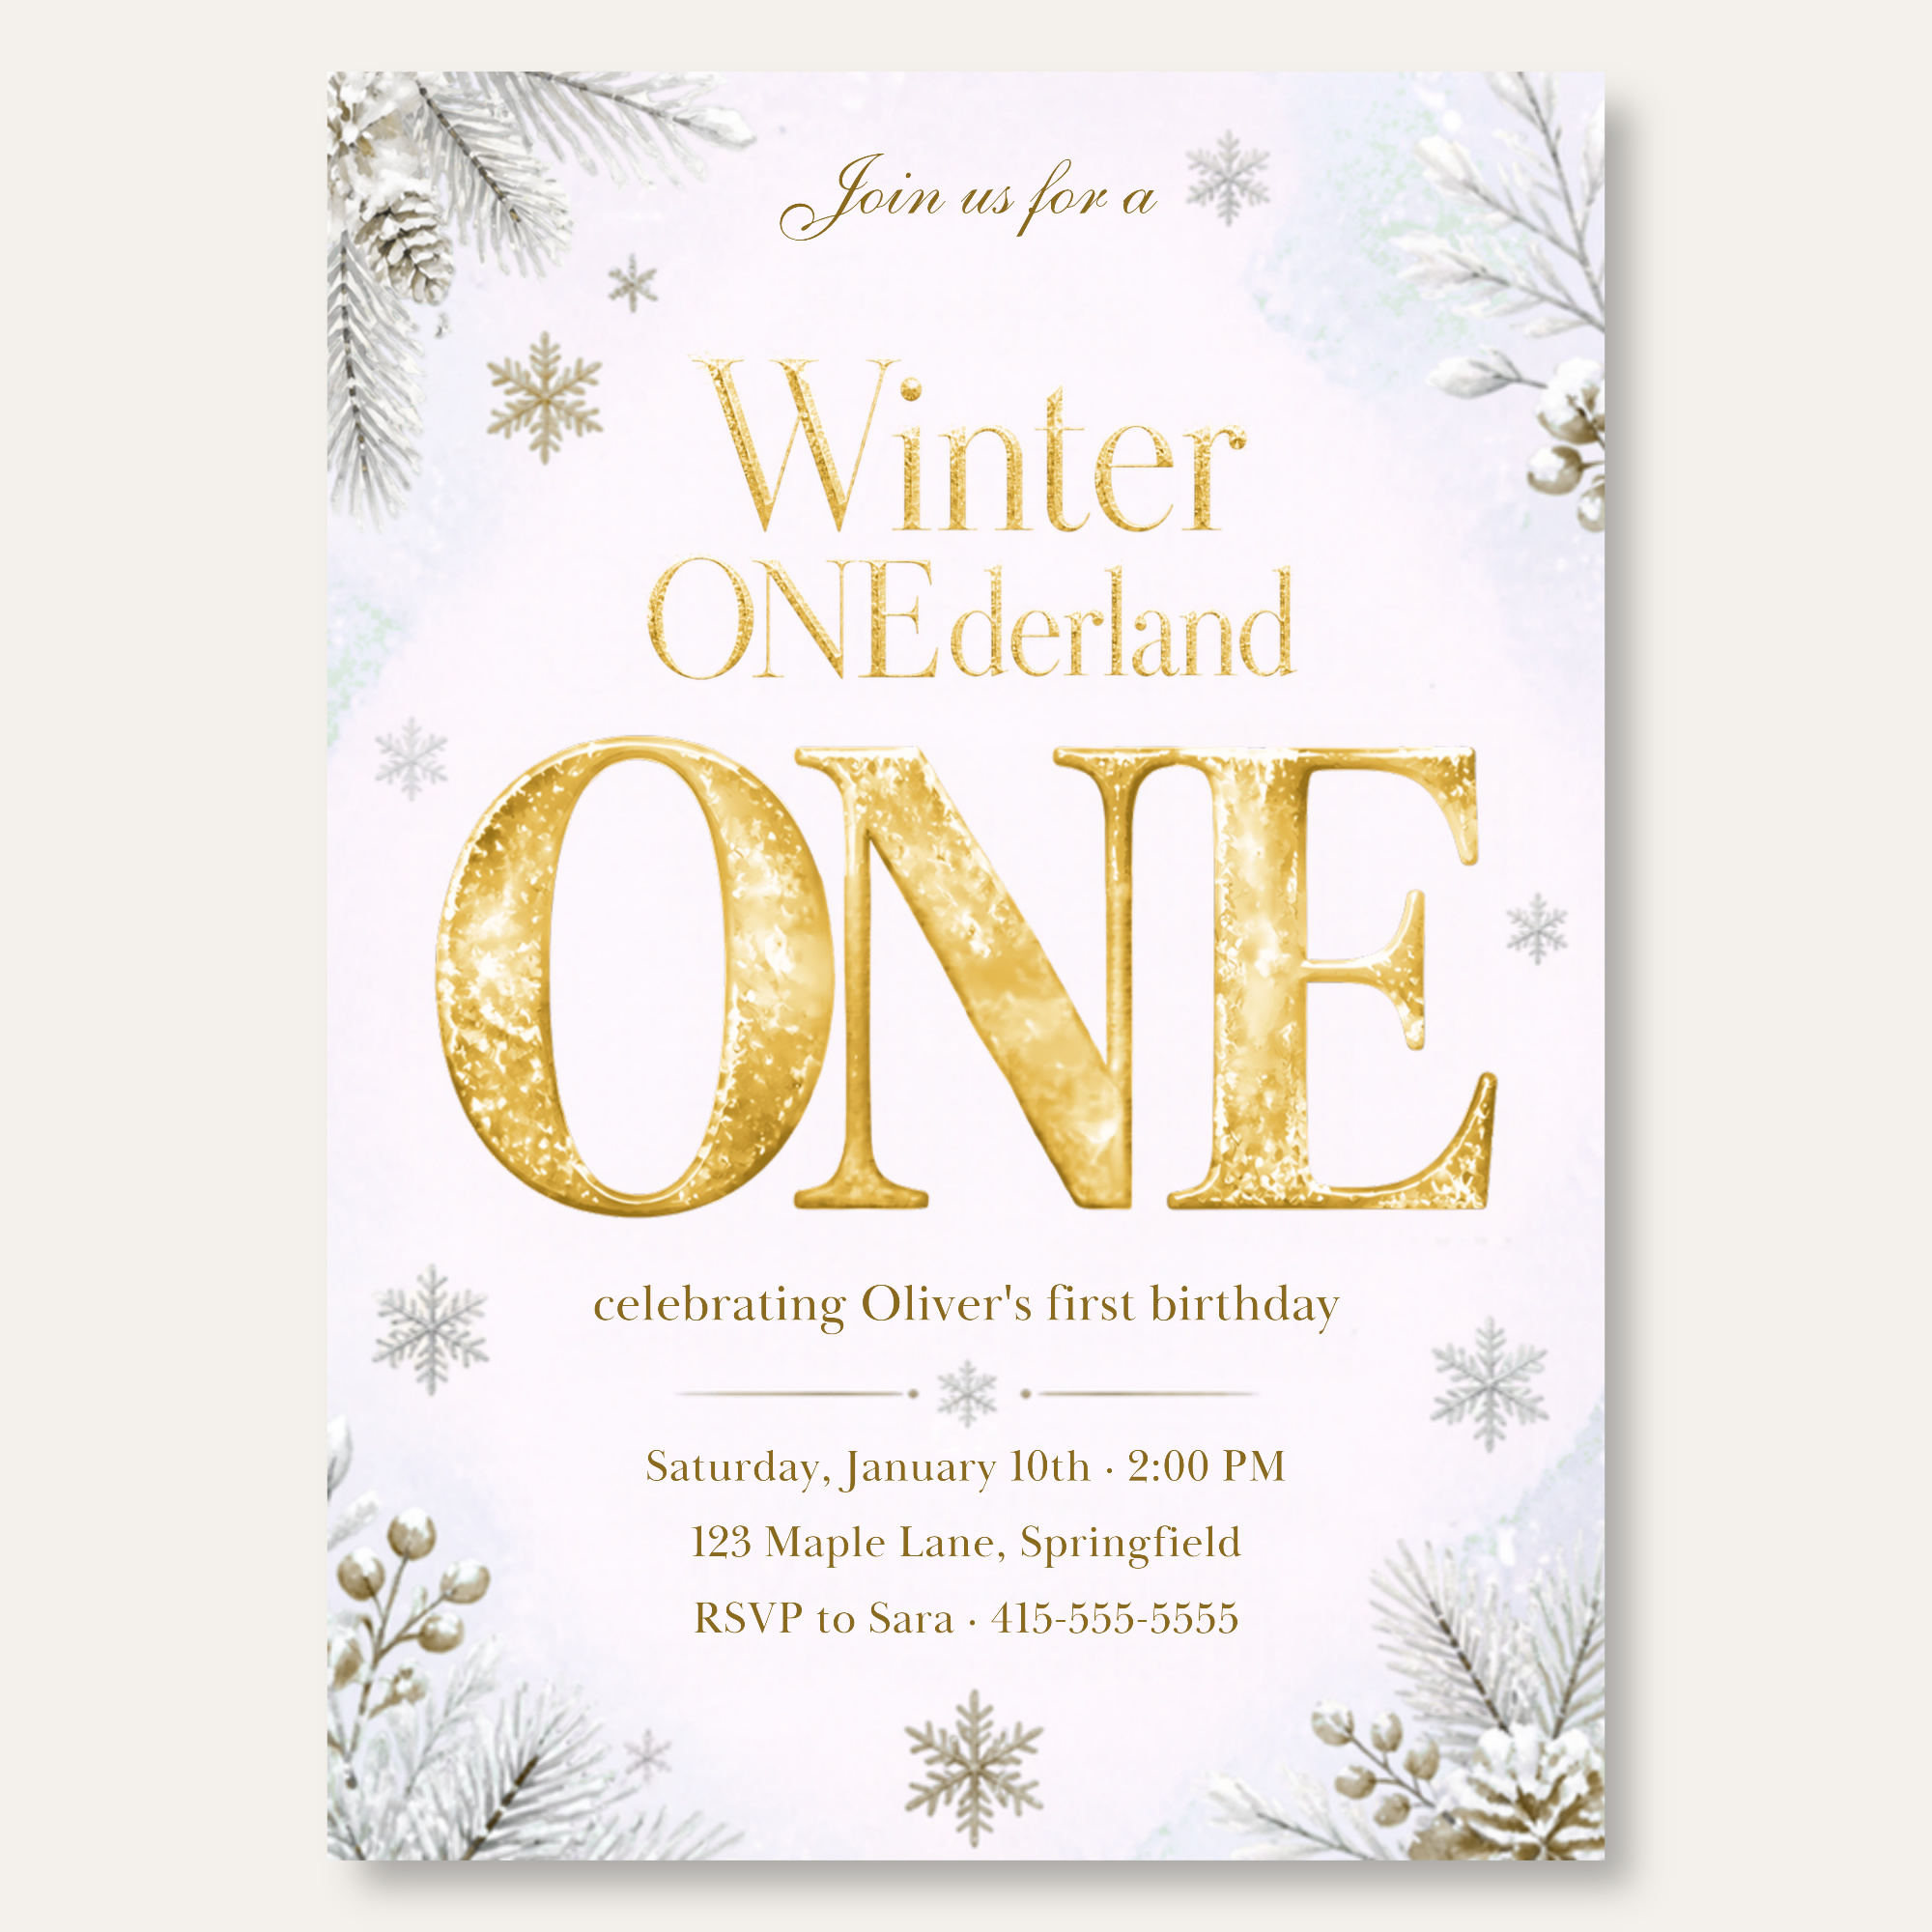 Join us for a
Winter
ONEderland
ONE
celebrating Oliver's first birthday
Saturday, January 10th · 2:00 PM
123 Maple Lane, Springfield
RSVP to Sara · 415-555-5555